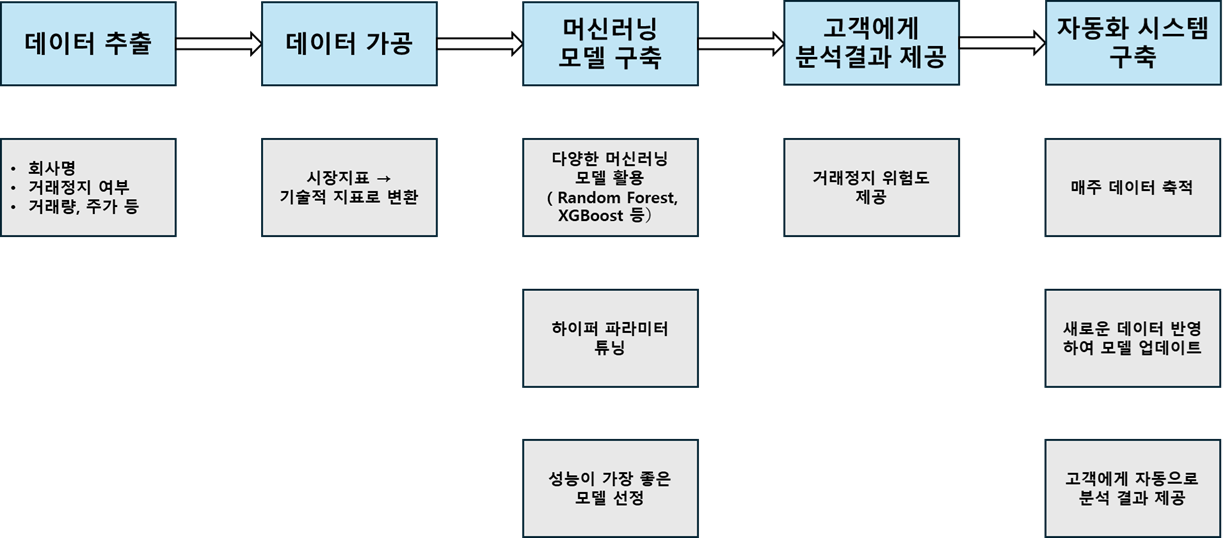 데이터 추출
데이터 가공
머신러닝
모델 구축
고객에게
분석결과 제공
자동화 시스템
구축
• 회사명
• 거래정지 여부
• 거래량, 주가 등
시장지표 →
기술적 지표로 변환
다양한 머신러닝
모델 활용
( Random Forest,
XGBoost 등)
거래정지 위험도
제공
매주 데이터 축적
하이퍼 파라미터
튜닝
새로운 데이터 반영
하여 모델 업데이트
성능이 가장 좋은
모델 선정
고객에게 자동으로
분석 결과 제공